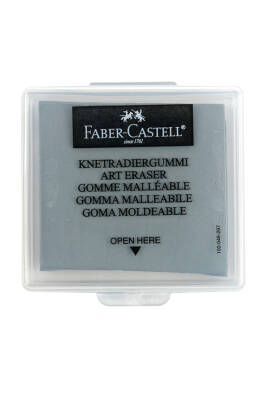 FABER-CASTELL
since 1761
KNETRADIERGUMMI
ART ERASER
GOMME MALLÉABLE
GOMMA MALLEABILE
GOMA MOLDEABLE
OPEN HERE